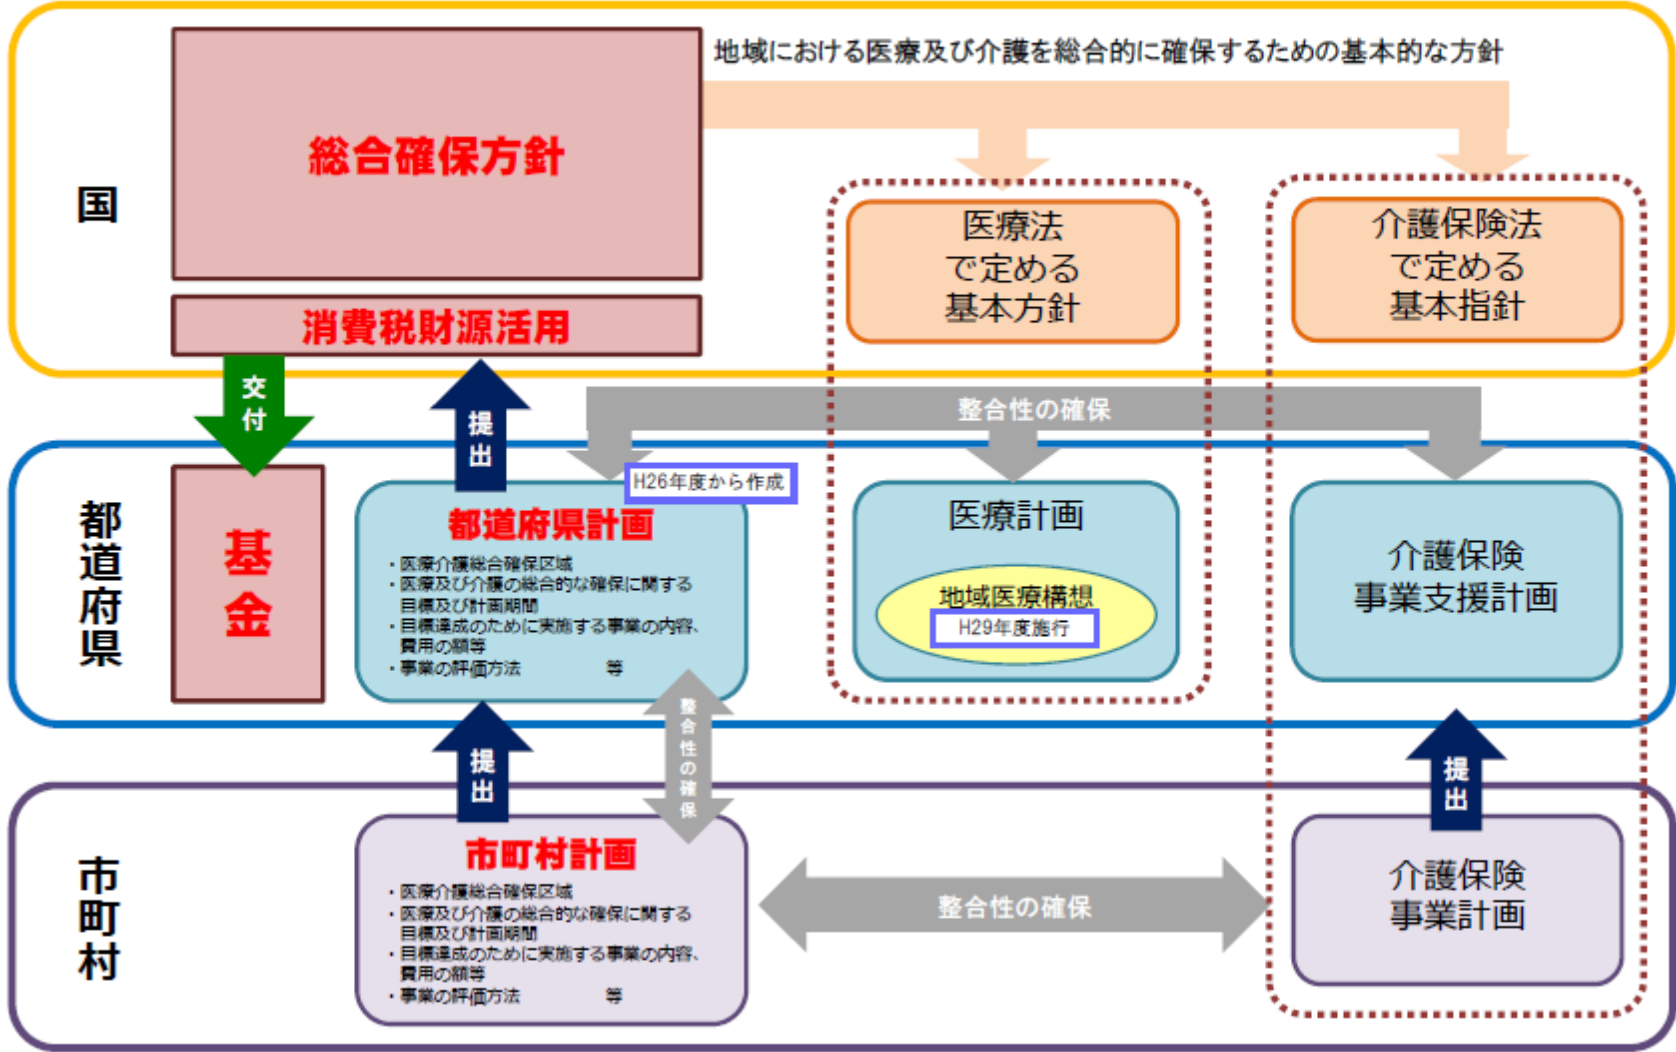 地域における医療及び介護を総合的に確保するための基本的な方針
総合確保方針
国
医療法
で定める
基本方針
介護保険法
で定める
基本指針
消費税財源活用
交
付
提
出
整合性の確保
H26年度から作成
都
道
府
県
基
金
都道府県計画
・医療介護総合確保区域
・医療及び介護の総合的な確保に関する
目標及び計画期間
・目標達成のために実施する事業の内容、
費用の額等
・事業の評価方法 等
医療計画
地域医療構想
H29年度施行
介護保険
事業支援計画
提
出
整
合
性
の
確
保
提
出
市
町
村
市町村計画
・医療介護総合確保区域
・医療及び介護の総合的な確保に関する
目標及び計画期間
・目標達成のために実施する事業の内容、
費用の額等
・事業の評価方法 等
整合性の確保
介護保険
事業計画